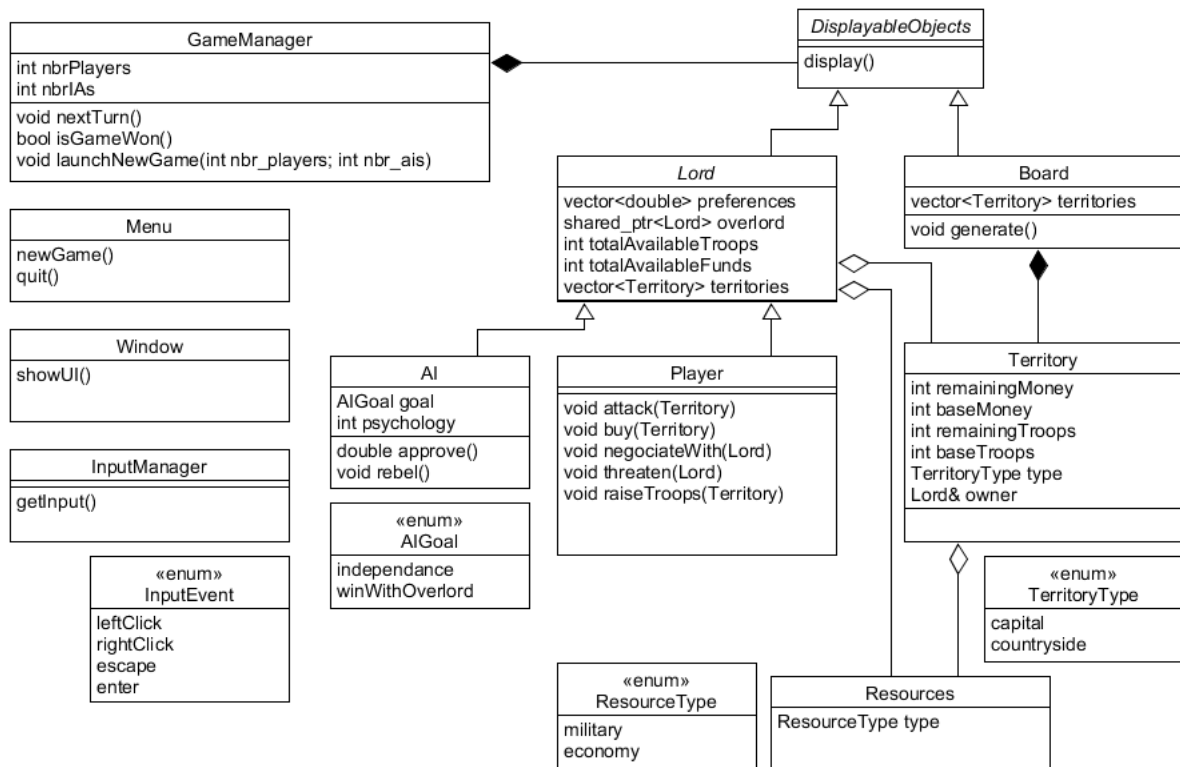 GameManager
int nbrPlayers
int nbrIAs
void nextTurn()
bool isGameWon()
void launchNewGame(int nbr_players; int nbr_ais)
DisplayableObjects
display()
Lord
vector<double> preferences
shared_ptr<Lord> overlord
int totalAvailableTroops
int totalAvailableFunds
vector<Territory> territories
Board
vector<Territory> territories
void generate()
Menu
newGame()
quit()
Window
showUI()
InputManager
getInput()
«enum»
InputEvent
leftClick
rightClick
escape
enter
AI
AIGoal goal
int psychology
double approve()
void rebel()
«enum»
AIGoal
independance
winWithOverlord
Player
void attack(Territory)
void buy(Territory)
void negociateWith(Lord)
void threaten(Lord)
void raiseTroops(Territory)
Territory
int remainingMoney
int baseMoney
int remainingTroops
int baseTroops
TerritoryType type
Lord& owner
«enum»
TerritoryType
capital
countryside
«enum»
ResourceType
military
economy
Resources
ResourceType type